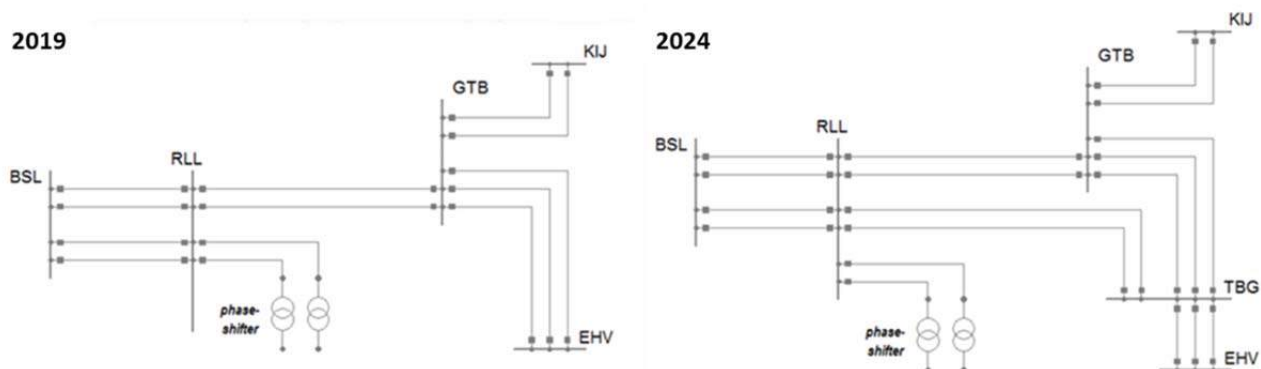 2019
KIJ
GTB
RLL
BSL
phase-
shifter
EHV
2024
KIJ
GTB
RLL
BSL
TBG
phase-
shifter
EHV